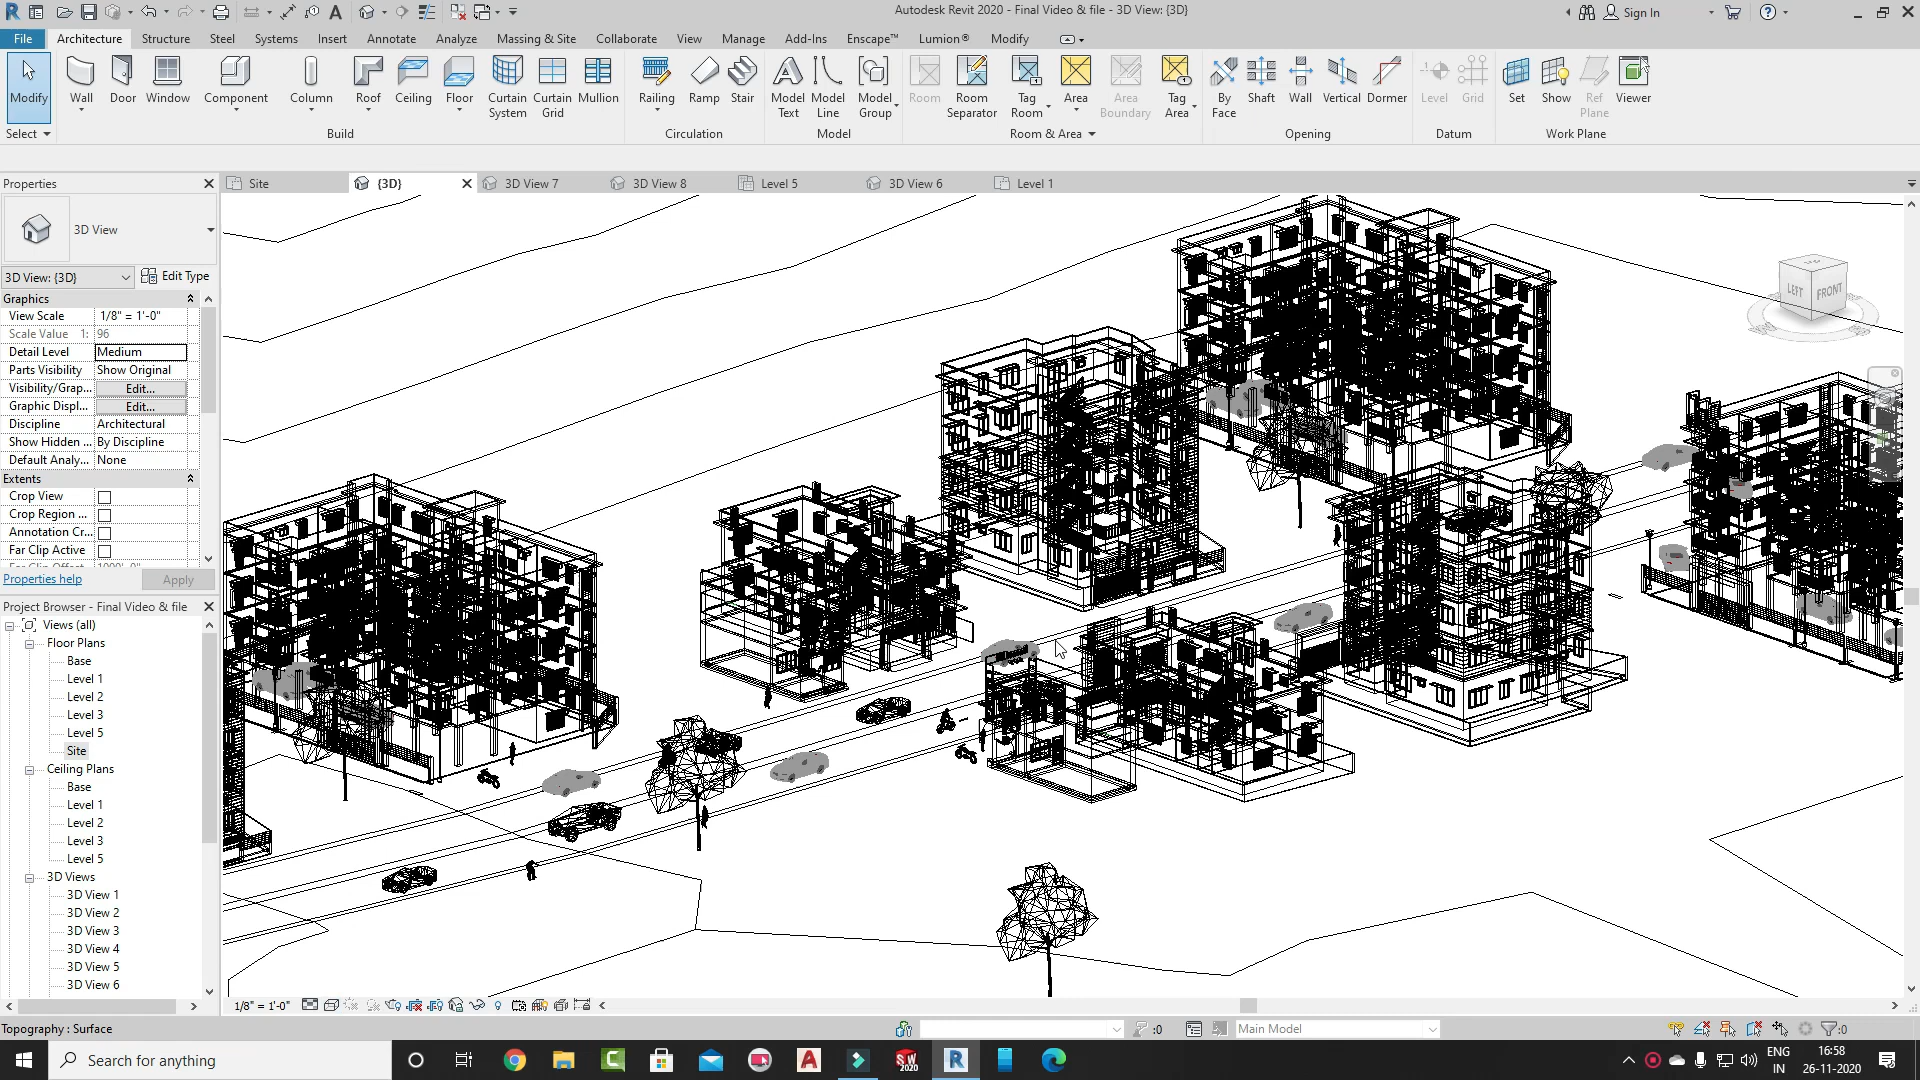 Autodesk Revit 2020 - Final Video & file - 3D View: {3D}
Sign In
File Architecture Structure Steel Systems Insert Annotate Analyze Massing & Site Collaborate View Manage Add-Ins Enscape™ Lumion® Modify
Modify Wall Door Window Component Column Roof Ceiling Floor Curtain System Curtain Grid Mullion Railing Ramp Stair Model Text Model Line Model Group Room Room Separator Tag Room Area Area Boundary Tag Area By Face Shaft Wall Vertical Dormer Level Grid Set Show Ref Plane Viewer
Select Build Circulation Model Room & Area Opening Datum Work Plane
Properties
Site {3D} 3D View 7 3D View 8 Level 5 3D View 6 Level 1
3D View
3D View: {3D} Edit Type
Graphics
View Scale 1/8" = 1'-0"
Scale Value 1: 96
Detail Level Medium
Parts Visibility Show Original
Visibility/Grap... Edit...
Graphic Displ... Edit...
Discipline Architectural
Show Hidden ... By Discipline
Default Analy... None
Extents
Crop View
Crop Region ...
Annotation Cr...
Far Clip Active
Far Clip Offset 1000' 0"
Properties help Apply
Project Browser - Final Video & file
Views (all)
Floor Plans
Base
Level 1
Level 2
Level 3
Level 5
Site
Ceiling Plans
Base
Level 1
Level 2
Level 3
Level 5
3D Views
3D View 1
3D View 2
3D View 3
3D View 4
3D View 5
3D View 6
LEFT FRONT
1/8" = 1'-0"
Topography : Surface
:0 Main Model :0
Search for anything
ENG
IN
16:58
26-11-2020